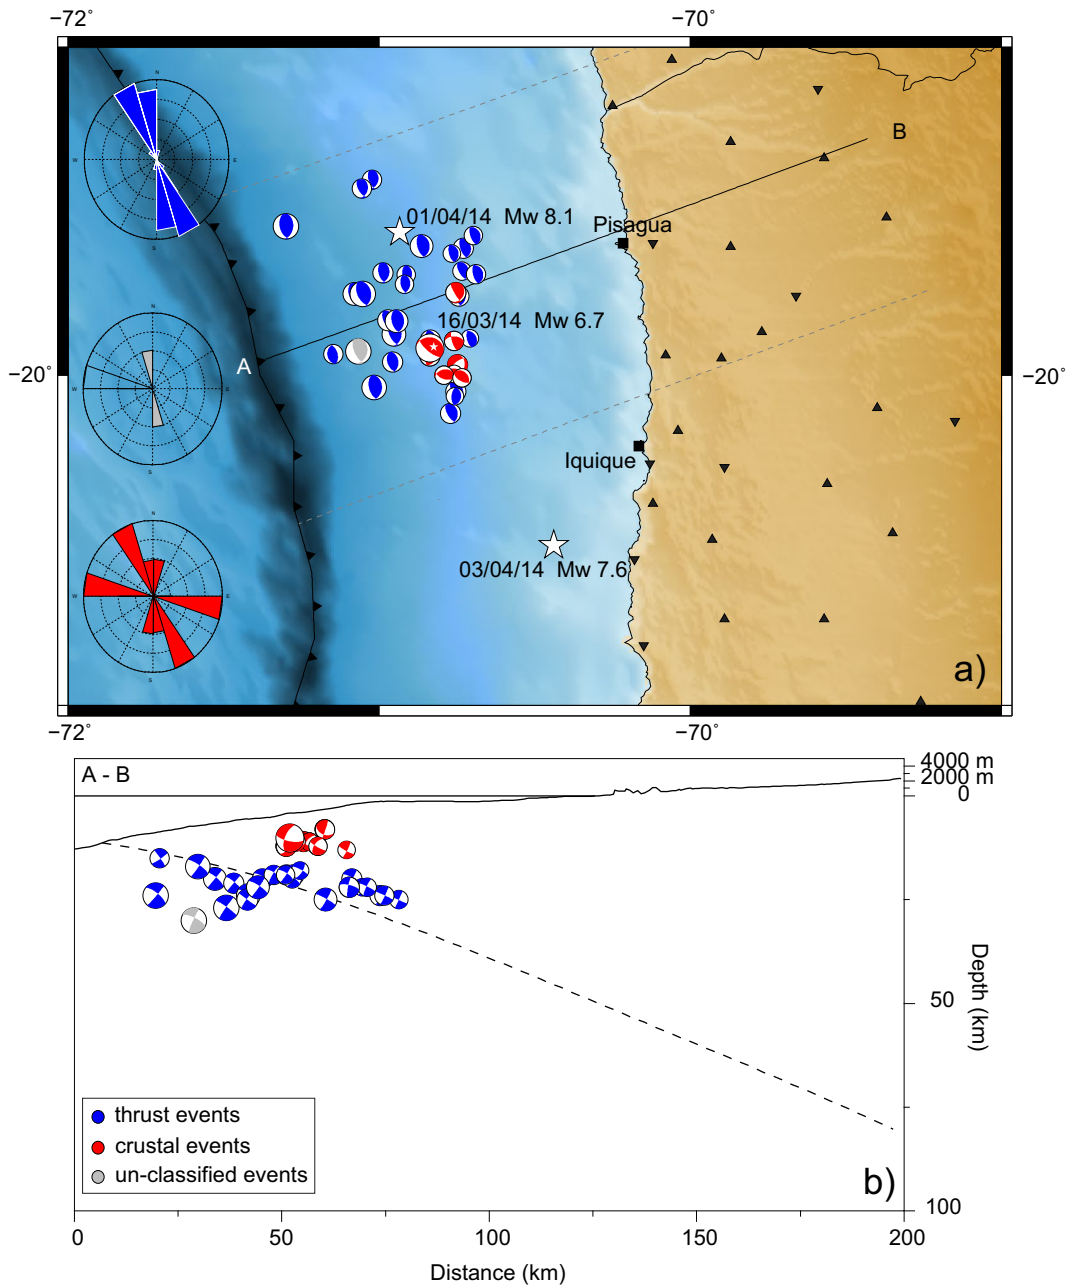 −72˚ −70˚
N
W E
S
01/04/14 Mw 8.1
B
Pisagua
16/03/14 Mw 6.7
A
N
W E
S
−20˚ −20˚
Iquique
N
W E
S
03/04/14 Mw 7.6
a)
−72˚ −70˚
A - B
4000 m
2000 m
0
50
100
Depth (km)
thrust events
crustal events
un-classified events
b)
0 50 100 150 200
Distance (km)